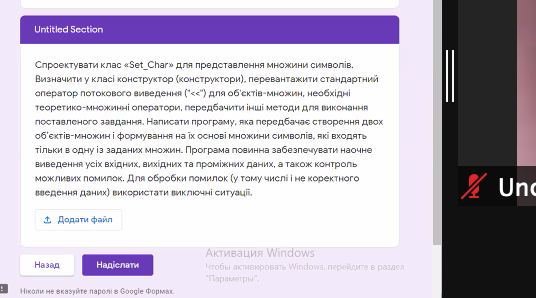 Untitled Section
Спроектувати клас «Set_Char» для представлення множини символів.
Визначити у класі конструктор (конструктори), перевантажити стандартний
оператор потокового виведення ("<<") для об'єктів-множин, необхідні
теоретико-множинні оператори, передбачити інші методи для виконання
поставленого завдання. Написати програму, яка передбачає створення двох
об'єктів-множин і формування на їх основі множини символів, які входять
тільки в одну із заданих множин. Програма повинна забезпечувати наочне
виведення усіх вхідних, вихідних та проміжних даних, а також контроль
можливих помилок. Для обробки помилок (у тому числі і не коректного
введення даних) використати виключні ситуації.
Додати файл
Назад
Надіслати
Активация Windows
Чтобы активировать Windows, перейдите в раздел
"Параметры".
Ніколи не вказуйте паролі в Google Формах.